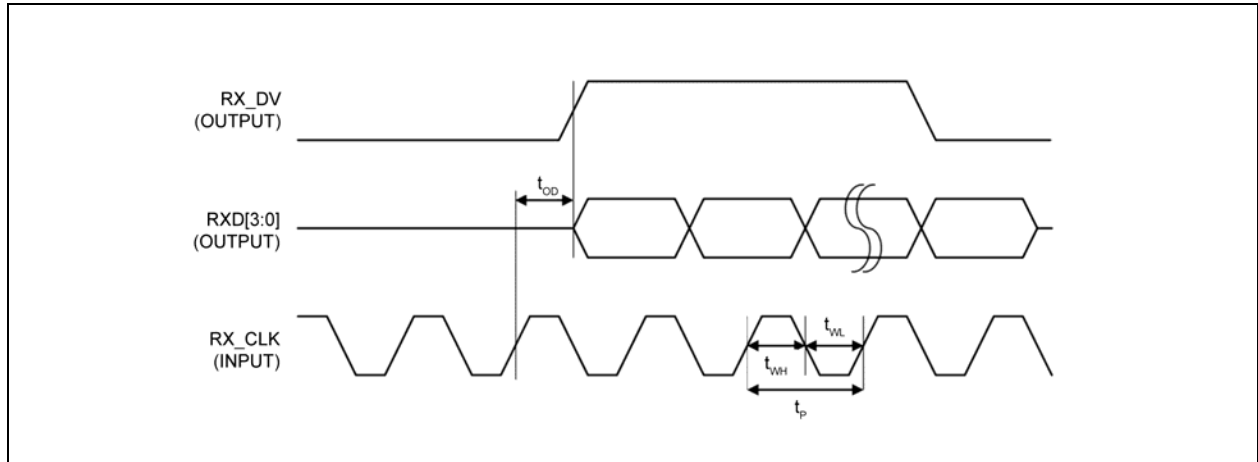 RX_DV
(OUTPUT)
tOD
RXD[3:0]
(OUTPUT)
RX_CLK
(INPUT)
tWL
tWH
tP